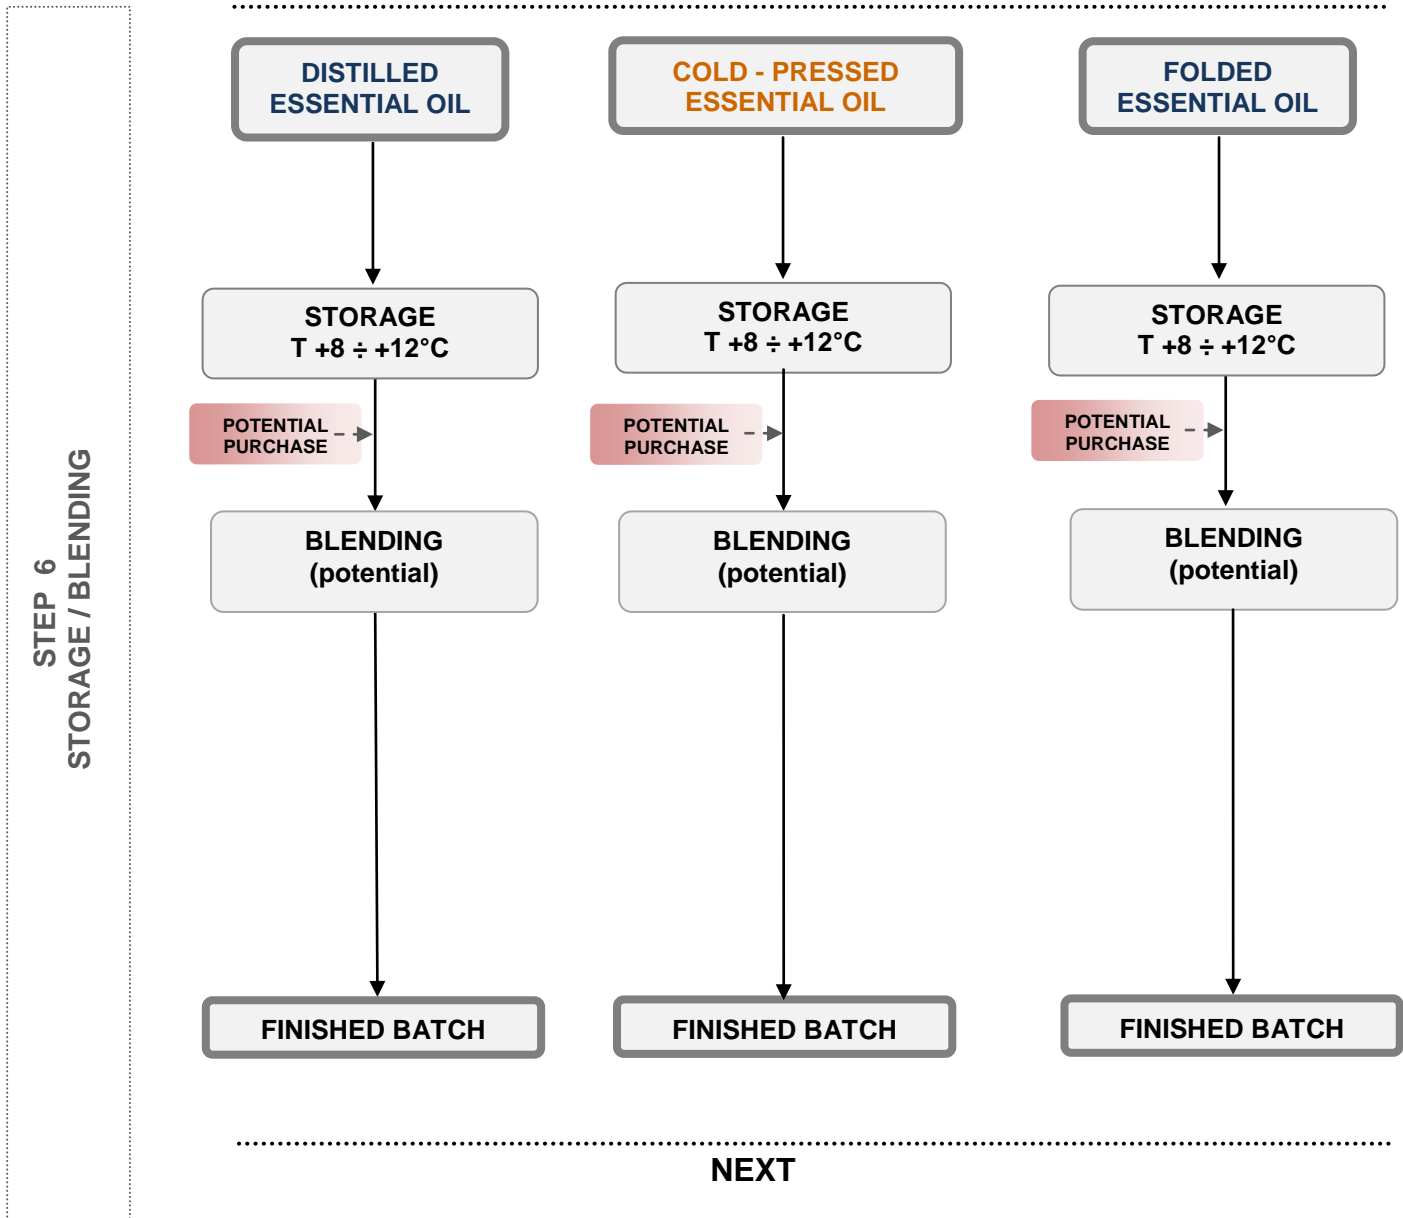 STEP 6
STORAGE / BLENDING
DISTILLED
ESSENTIAL OIL
COLD - PRESSED
ESSENTIAL OIL
FOLDED
ESSENTIAL OIL
STORAGE
T +8 ÷ +12°C
STORAGE
T +8 ÷ +12°C
STORAGE
T +8 ÷ +12°C
POTENTIAL
PURCHASE
POTENTIAL
PURCHASE
POTENTIAL
PURCHASE
BLENDING
(potential)
BLENDING
(potential)
BLENDING
(potential)
FINISHED BATCH
FINISHED BATCH
FINISHED BATCH
NEXT